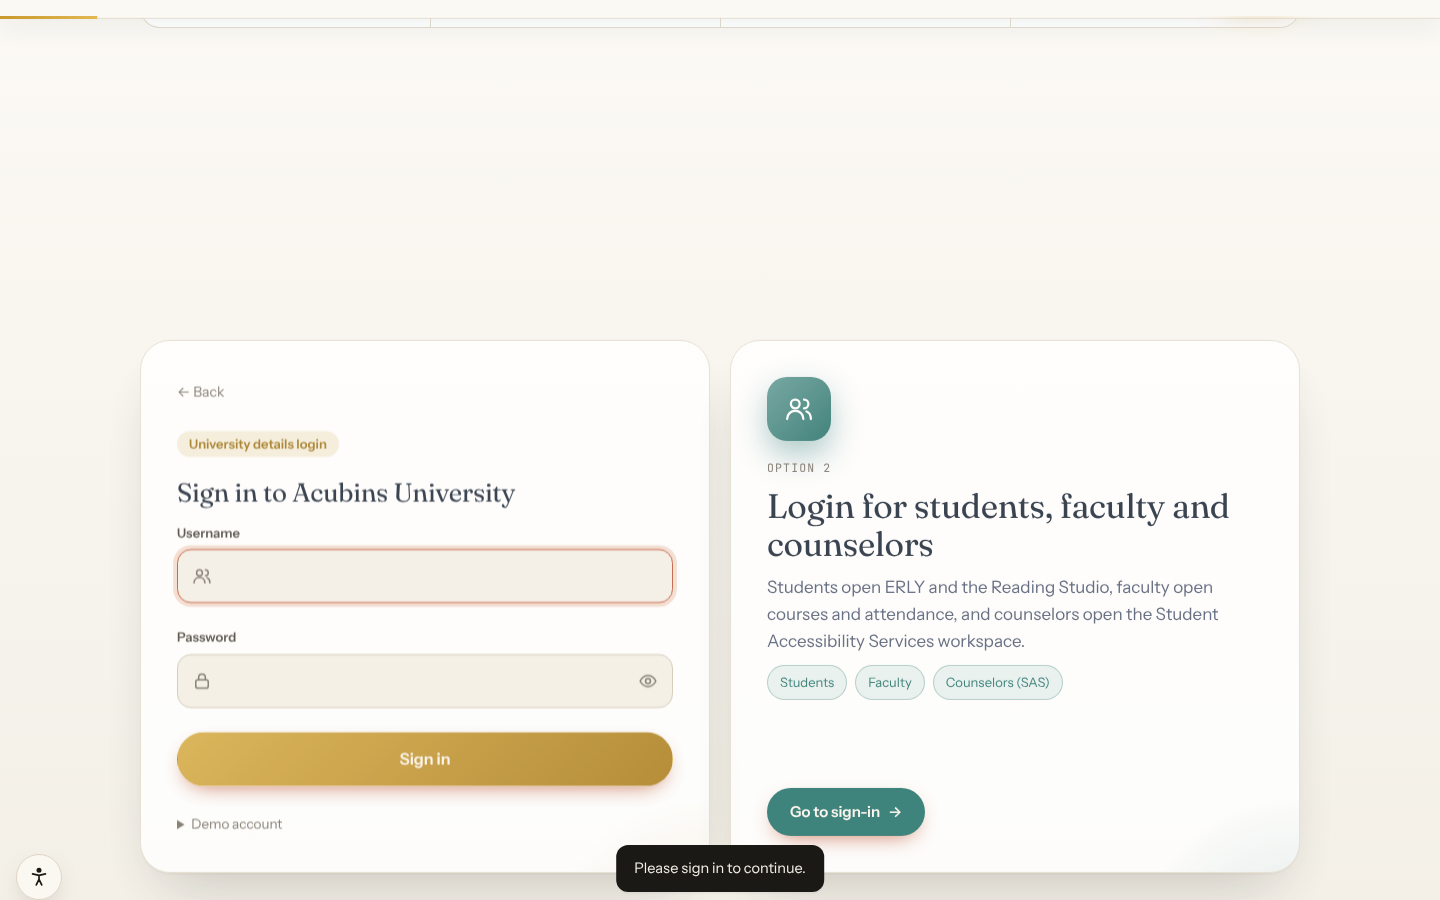 ← Back
University details login
Sign in to Acubins University
Username
Password
Sign in
▶ Demo account
OPTION 2
Login for students, faculty and
counselors
Students open ERLY and the Reading Studio, faculty open
courses and attendance, and counselors open the Student
Accessibility Services workspace.
Students
Faculty
Counselors (SAS)
Go to sign-in →
Please sign in to continue.